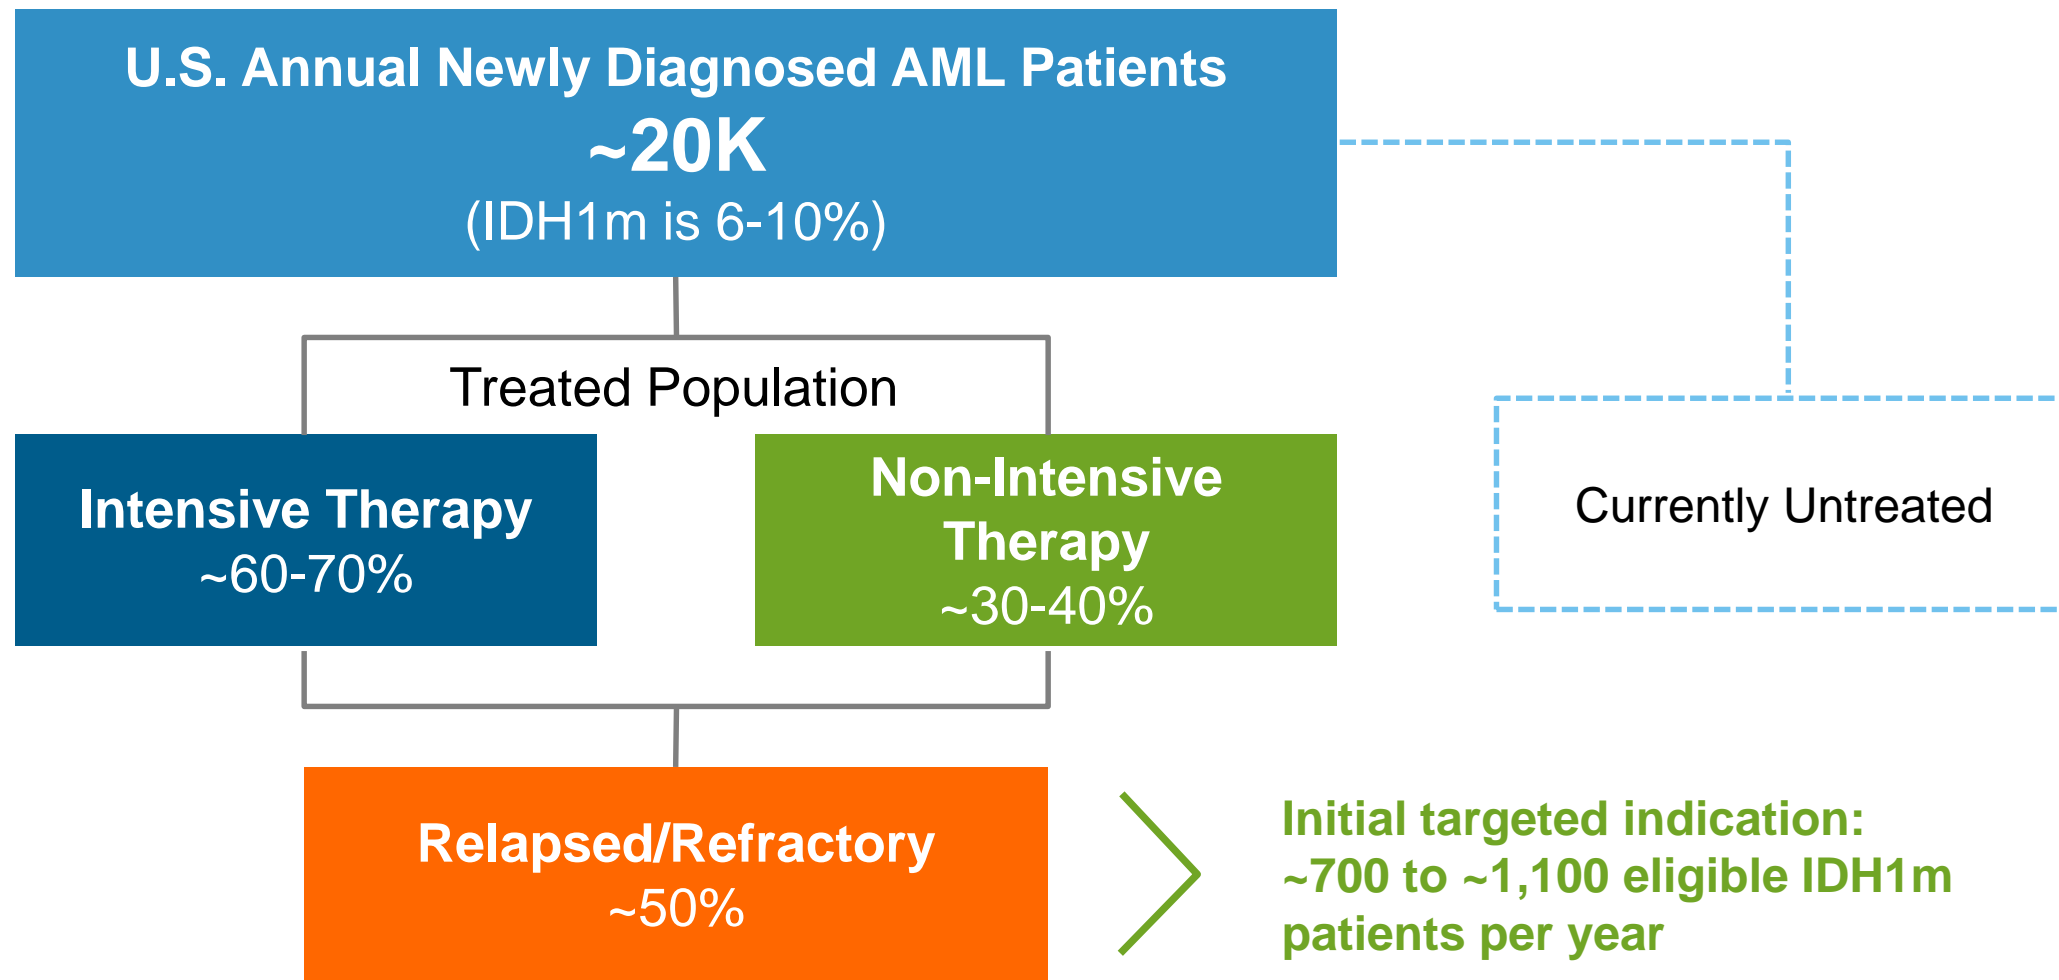 U.S. Annual Newly Diagnosed AML Patients
~20K
(IDH1m is 6-10%)
Treated Population
Intensive Therapy
~60-70%
Non-Intensive
Therapy
~30-40%
Currently Untreated
Relapsed/Refractory
~50%
Initial targeted indication:
~700 to ~1,100 eligible IDH1m
patients per year